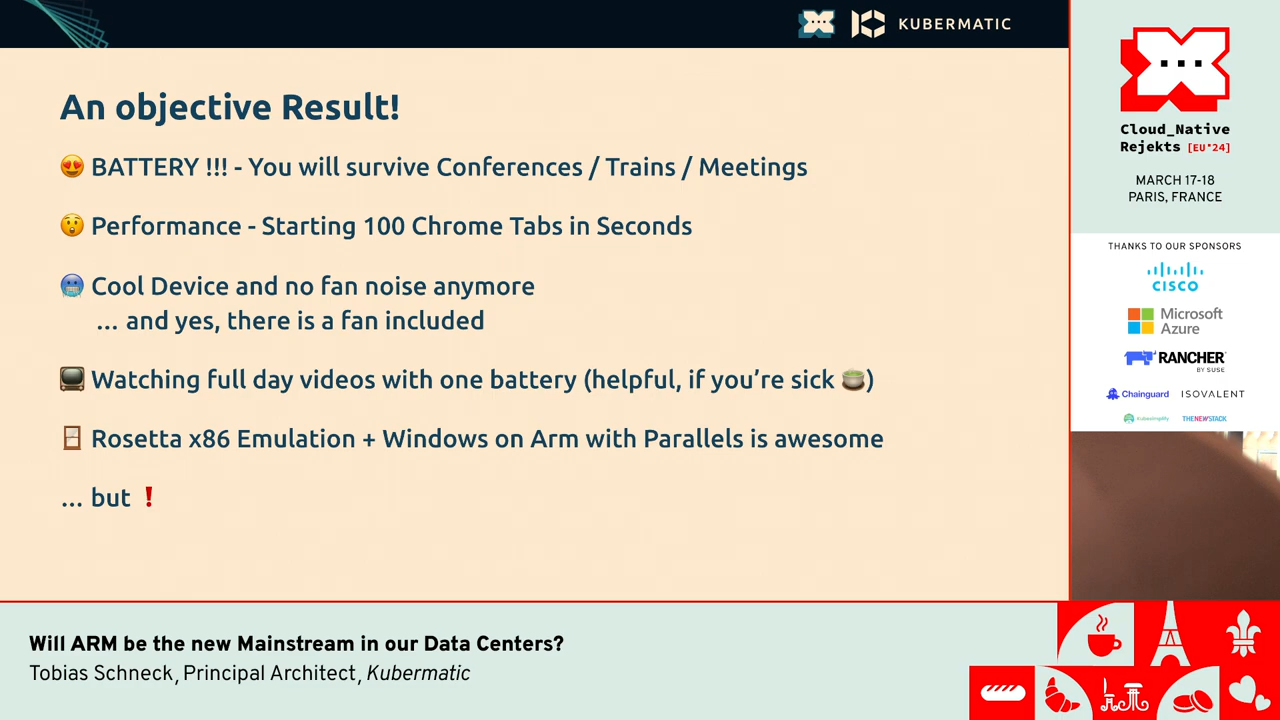 KUBERMATIC
An objective Result!
😍 BATTERY !!! - You will survive Conferences / Trains / Meetings
😲 Performance - Starting 100 Chrome Tabs in Seconds
🥶 Cool Device and no fan noise anymore
... and yes, there is a fan included
📺 Watching full day videos with one battery (helpful, if you're sick 🍵)
🪟 Rosetta x86 Emulation + Windows on Arm with Parallels is awesome
... but ❗
Cloud_Native
Rejekts [EU'24]
MARCH 17-18
PARIS, FRANCE
THANKS TO OUR SPONSORS
CISCO
Microsoft
Azure
RANCHER
BY SUSE
Chainguard ISOVALENT
Kubesimplify THENEWSTACK
Will ARM be the new Mainstream in our Data Centers?
Tobias Schneck, Principal Architect, Kubermatic